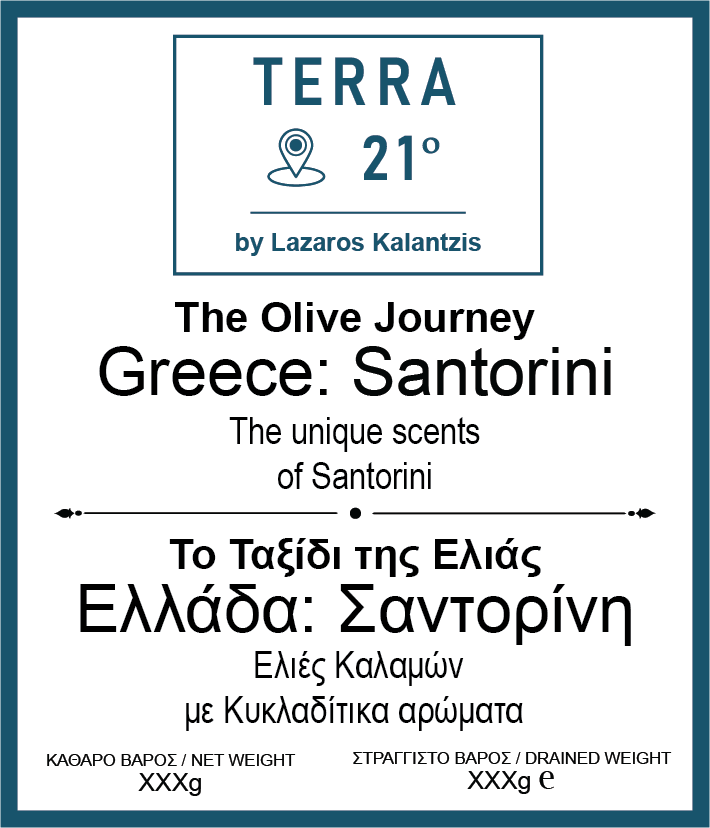 TERRA
21º
by Lazaros Kalantzis
The Olive Journey
Greece: Santorini
The unique scents
of Santorini
Το Ταξίδι της Ελιάς
Ελλάδα: Σαντορίνη
Ελιές Καλαμών
με Κυκλαδίτικα αρώματα
ΚΑΘΑΡΟ ΒΑΡΟΣ / NET WEIGHT
XXXg
ΣΤΡΑΓΓΙΣΤΟ ΒΑΡΟΣ / DRAINED WEIGHT
XXXg ℮